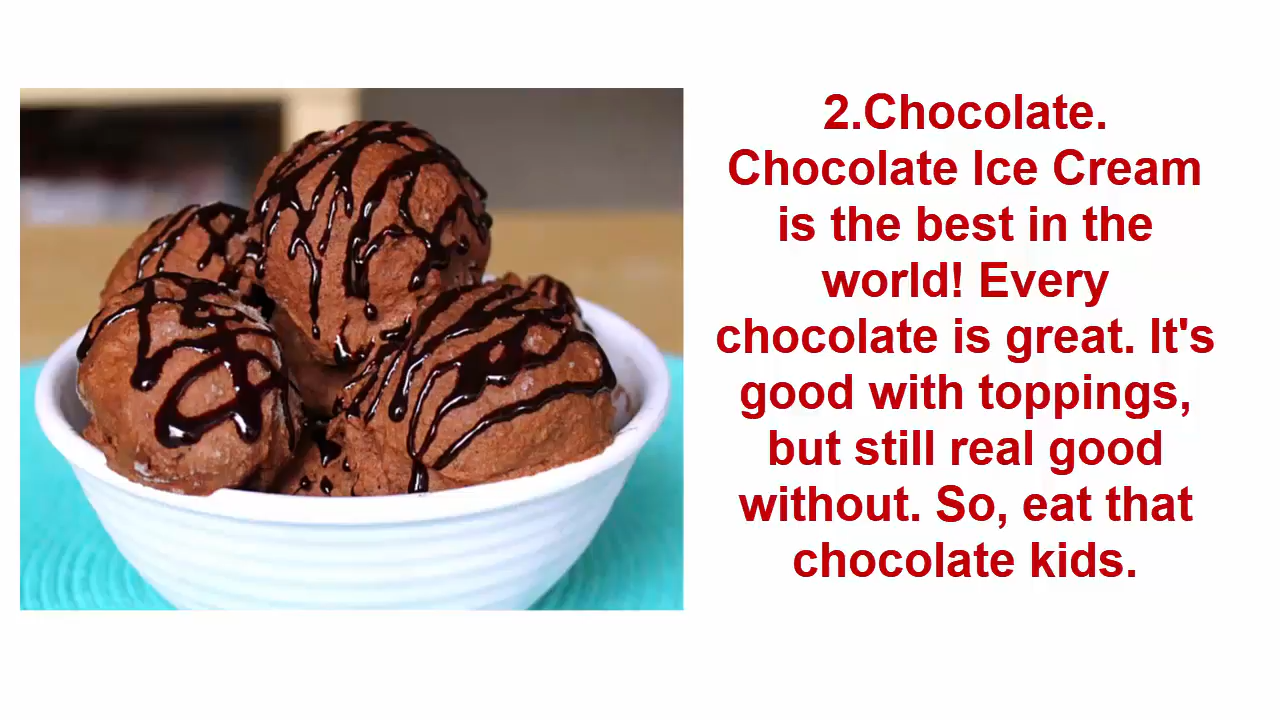 2.Chocolate.
Chocolate Ice Cream
is the best in the
world! Every
chocolate is great. It's
good with toppings,
but still real good
without. So, eat that
chocolate kids.